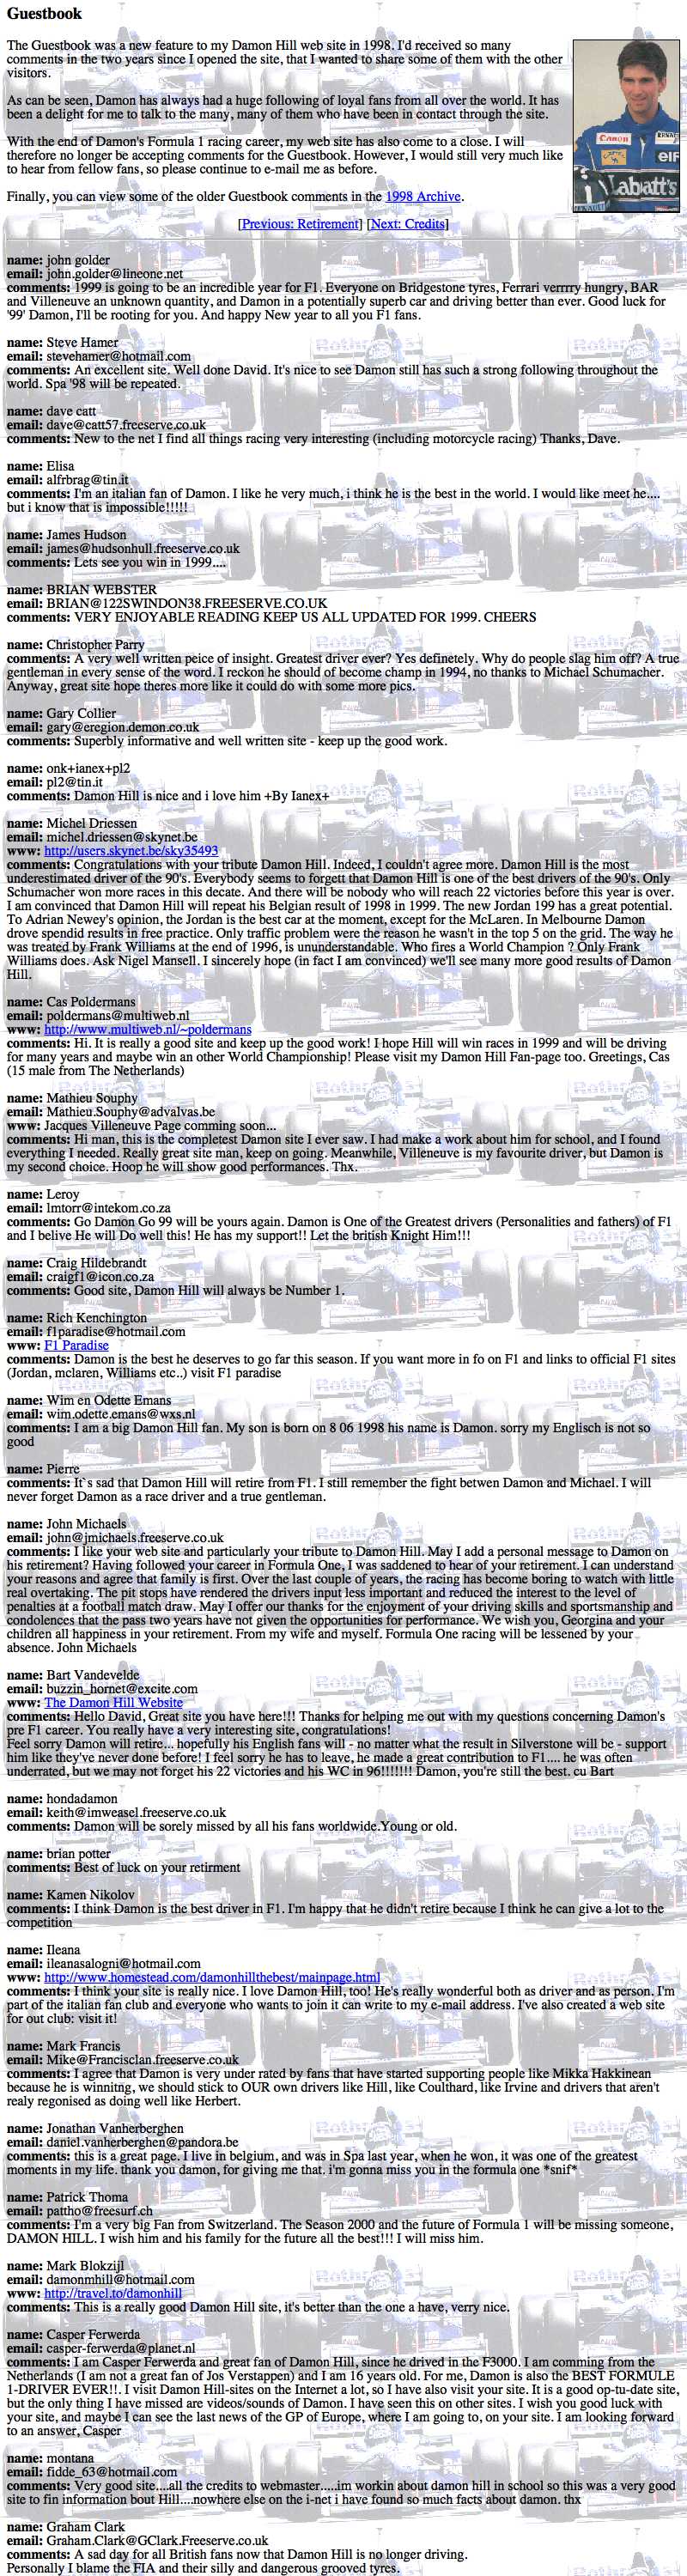 Guestbook
The Guestbook was a new feature to my Damon Hill web site in 1998. I'd received so many
comments in the two years since I opened the site, that I wanted to share some of them with the other
visitors.
As can be seen, Damon has always had a huge following of loyal fans from all over the world. It has
been a delight for me to talk to the many, many of them who have been in contact through the site.
With the end of Damon's Formula 1 racing career, my web site has also come to a close. I will
therefore no longer be accepting comments for the Guestbook. However, I would still very much like
to hear from fellow fans, so please continue to e-mail me as before.
Finally, you can view some of the older Guestbook comments in the 1998 Archive.
Canon
elf
Labatt's
[Previous: Retirement] [Next: Credits]
name: john golder
email: john.golder@lineone.net
comments: 1999 is going to be an incredible year for F1. Everyone on Bridgestone tyres, Ferrari verrrry hungry, BAR
and Villeneuve an unknown quantity, and Damon in a potentially superb car and driving better than ever. Good luck for
'99' Damon, I'll be rooting for you. And happy New year to all you F1 fans.
name: Steve Hamer
email: stevehamer@hotmail.com
comments: An excellent site. Well done David. It's nice to see Damon still has such a strong following throughout the
world. Spa '98 will be repeated.
name: dave catt
email: dave@catt57.freeserve.co.uk
comments: New to the net I find all things racing very interesting (including motorcycle racing) Thanks, Dave.
name: Elisa
email: alfrbrag@tin.it
comments: I'm an italian fan of Damon. I like he very much, i think he is the best in the world. I would like meet he....
but i know that is impossible!!!!!
name: James Hudson
email: james@hudsonhull.freeserve.co.uk
comments: Lets see you win in 1999....
name: BRIAN WEBSTER
email: BRIAN@122SWINDON38.FREESERVE.CO.UK
comments: VERY ENJOYABLE READING KEEP US ALL UPDATED FOR 1999. CHEERS
name: Christopher Parry
comments: A very well written peice of insight. Greatest driver ever? Yes definetely. Why do people slag him off? A true
gentleman in every sense of the word. I reckon he should of become champ in 1994, no thanks to Michael Schumacher.
Anyway, great site hope theres more like it could do with some more pics.
name: Gary Collier
email: gary@eregion.demon.co.uk
comments: Superbly informative and well written site - keep up the good work.
name: onk+ianex+pl2
email: pl2@tin.it
comments: Damon Hill is nice and i love him +By Ianex+
name: Michel Driessen
email: michel.driessen@skynet.be
www: http://users.skynet.be/sky35493
comments: Congratulations with your tribute Damon Hill. Indeed, I couldn't agree more. Damon Hill is the most
underestimated driver of the 90's. Everybody seems to forgett that Damon Hill is one of the best drivers of the 90's. Only
Schumacher won more races in this decate. And there will be nobody who will reach 22 victories before this year is over.
I am convinced that Damon Hill will repeat his Belgian result of 1998 in 1999. The new Jordan 199 has a great potential.
To Adrian Newey's opinion, the Jordan is the best car at the moment, except for the McLaren. In Melbourne Damon
drove spendid results in free practice. Only traffic problem were the reason he wasn't in the top 5 on the grid. The way he
was treated by Frank Williams at the end of 1996, is ununderstandable. Who fires a World Champion ? Only Frank
Williams does. Ask Nigel Mansell. I sincerely hope (in fact I am convinced) we'll see many more good results of Damon
Hill.
name: Cas Poldermans
email: poldermans@multiweb.nl
www: http://www.multiweb.nl/~poldermans
comments: Hi. It is really a good site and keep up the good work! I hope Hill will win races in 1999 and will be driving
for many years and maybe win an other World Championship! Please visit my Damon Hill Fan-page too. Greetings, Cas
(15 male from The Netherlands)
name: Mathieu Souphy
email: Mathieu.Souphy@advalvas.be
www: Jacques Villeneuve Page comming soon...
comments: Hi man, this is the completest Damon site I ever saw. I had make a work about him for school, and I found
everything I needed. Really great site man, keep on going. Meanwhile, Villeneuve is my favourite driver, but Damon is
my second choice. Hoop he will show good performances. Thx.
name: Leroy
email: lmtorr@intekom.co.za
comments: Go Damon Go 99 will be yours again. Damon is One of the Greatest drivers (Personalities and fathers) of F1
and I belive He will Do well this! He has my support!! Let the british Knight Him!!!
name: Craig Hildebrandt
email: craigf1@icon.co.za
comments: Good site, Damon Hill will always be Number 1.
name: Rich Kenchington
email: f1paradise@hotmail.com
www: F1 Paradise
comments: Damon is the best he deserves to go far this season. If you want more in fo on F1 and links to official F1 sites
(Jordan, mclaren, Williams etc..) visit F1 paradise
name: Wim en Odette Emans
email: wim.odette.emans@wxs.nl
comments: I am a big Damon Hill fan. My son is born on 8 06 1998 his name is Damon. sorry my Englisch is not so
good
name: Pierre
comments: It`s sad that Damon Hill will retire from F1. I still remember the fight betwen Damon and Michael. I will
never forget Damon as a race driver and a true gentleman.
name: John Michaels
email: john@jmichaels.freeserve.co.uk
comments: I like your web site and particularly your tribute to Damon Hill. May I add a personal message to Damon on
his retirement? Having followed your career in Formula One, I was saddened to hear of your retirement. I can understand
your reasons and agree that family is first. Over the last couple of years, the racing has become boring to watch with little
real overtaking. The pit stops have rendered the drivers input less important and reduced the interest to the level of
penalties at a football match draw. May I offer our thanks for the enjoyment of your driving skills and sportsmanship and
condolences that the pass two years have not given the opportunities for performance. We wish you, Georgina and your
children all happiness in your retirement. From my wife and myself. Formula One racing will be lessened by your
absence. John Michaels
name: Bart Vandevelde
email: buzzin_hornet@excite.com
www: The Damon Hill Website
comments: Hello David, Great site you have here!!! Thanks for helping me out with my questions concerning Damon's
pre F1 career. You really have a very interesting site, congratulations!
Feel sorry Damon will retire... hopefully his English fans will - no matter what the result in Silverstone will be - support
him like they've never done before! I feel sorry he has to leave, he made a great contribution to F1.... he was often
underrated, but we may not forget his 22 victories and his WC in 96!!!!!!! Damon, you're still the best. cu Bart
name: hondadamon
email: keith@imweasel.freeserve.co.uk
comments: Damon will be sorely missed by all his fans worldwide.Young or old.
name: brian potter
comments: Best of luck on your retirment
name: Kamen Nikolov
comments: I think Damon is the best driver in F1. I'm happy that he didn't retire because I think he can give a lot to the
competition
name: Ileana
email: ileanasalogni@hotmail.com
www: http://www.homestead.com/damonhillthebest/mainpage.html
comments: I think your site is really nice. I love Damon Hill, too! He's really wonderful both as driver and as person. I'm
part of the italian fan club and everyone who wants to join it can write to my e-mail address. I've also created a web site
for out club: visit it!
name: Mark Francis
email: Mike@Francisclan.freeserve.co.uk
comments: I agree that Damon is very under rated by fans that have started supporting people like Mikka Hakkinean
because he is winnitng, we should stick to OUR own drivers like Hill, like Coulthard, like Irvine and drivers that aren't
realy regonised as doing well like Herbert.
name: Jonathan Vanherberghen
email: daniel.vanherberghen@pandora.be
comments: this is a great page. I live in belgium, and was in Spa last year, when he won, it was one of the greatest
moments in my life. thank you damon, for giving me that. i'm gonna miss you in the formula one *snif*
name: Patrick Thoma
email: pattho@freesurf.ch
comments: I'm a very big Fan from Switzerland. The Season 2000 and the future of Formula 1 will be missing someone,
DAMON HILL. I wish him and his family for the future all the best!!! I will miss him.
name: Mark Blokzijl
email: damonmhill@hotmail.com
www: http://travel.to/damonhill
comments: This is a really good Damon Hill site, it's better than the one a have, verry nice.
name: Casper Ferwerda
email: casper-ferwerda@planet.nl
comments: I am Casper Ferwerda and great fan of Damon Hill, since he drived in the F3000. I am comming from the
Netherlands (I am not a great fan of Jos Verstappen) and I am 16 years old. For me, Damon is also the BEST FORMULE
1-DRIVER EVER!!. I visit Damon Hill-sites on the Internet a lot, so I have also visit your site. It is a good op-tu-date site,
but the only thing I have missed are videos/sounds of Damon. I have seen this on other sites. I wish you good luck with
your site, and maybe I can see the last news of the GP of Europe, where I am going to, on your site. I am looking forward
to an answer, Casper
name: montana
email: fidde_63@hotmail.com
comments: Very good site....all the credits to webmaster.....im workin about damon hill in school so this was a very good
site to fin information bout Hill....nowhere else on the i-net i have found so much facts about damon. thx
name: Graham Clark
email: Graham.Clark@GClark.Freeserve.co.uk
comments: A sad day for all British fans now that Damon Hill is no longer driving.
Personally I blame the FIA and their silly and dangerous grooved tyres.